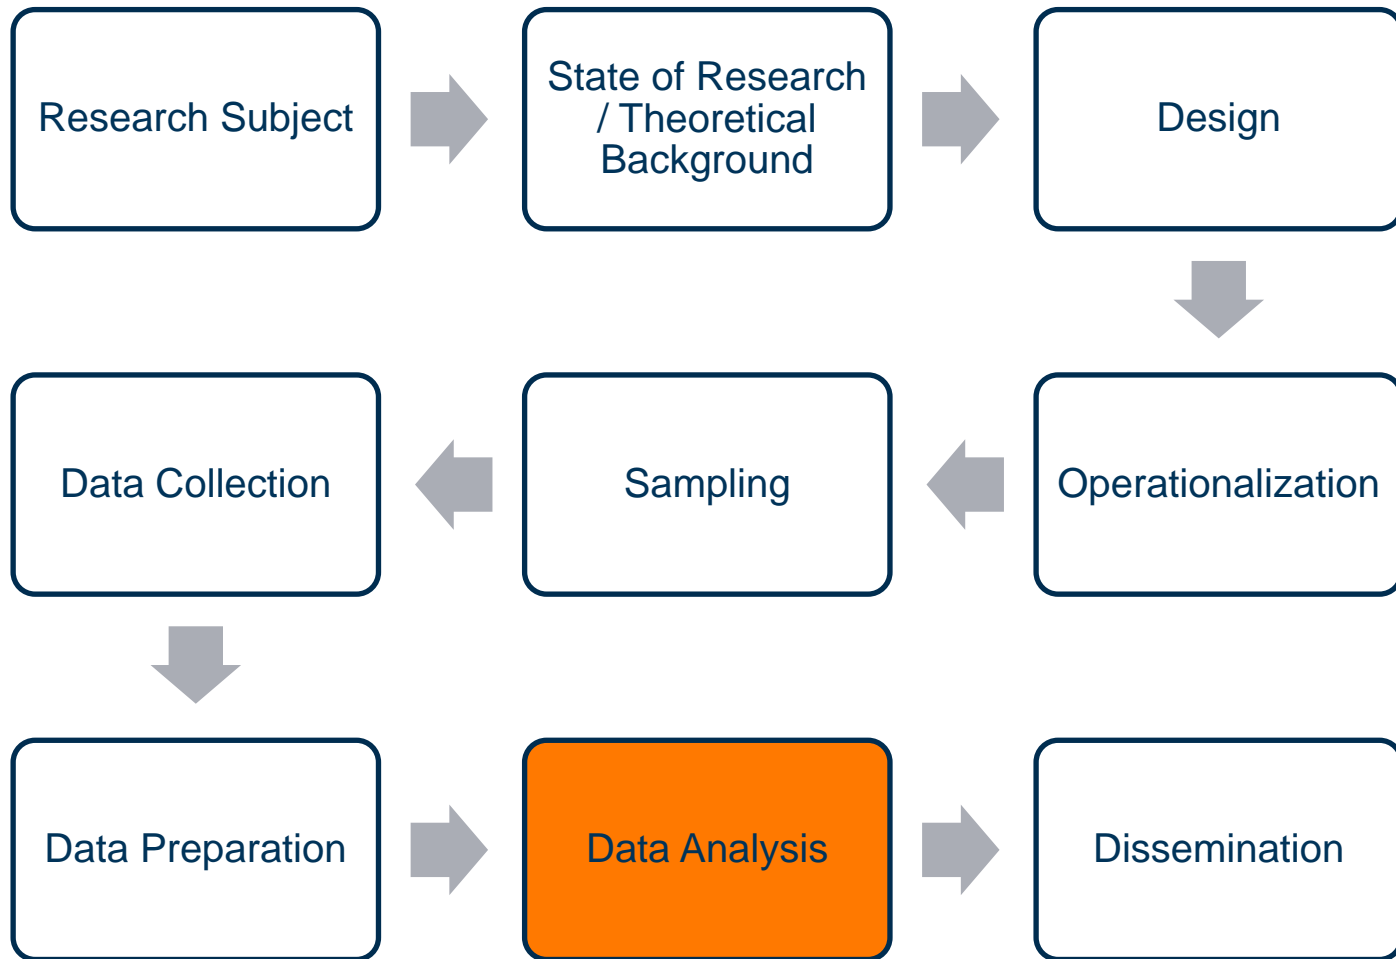 Research Subject
State of Research
/ Theoretical
Background
Design
Data Collection
Sampling
Operationalization
Data Preparation
Data Analysis
Dissemination